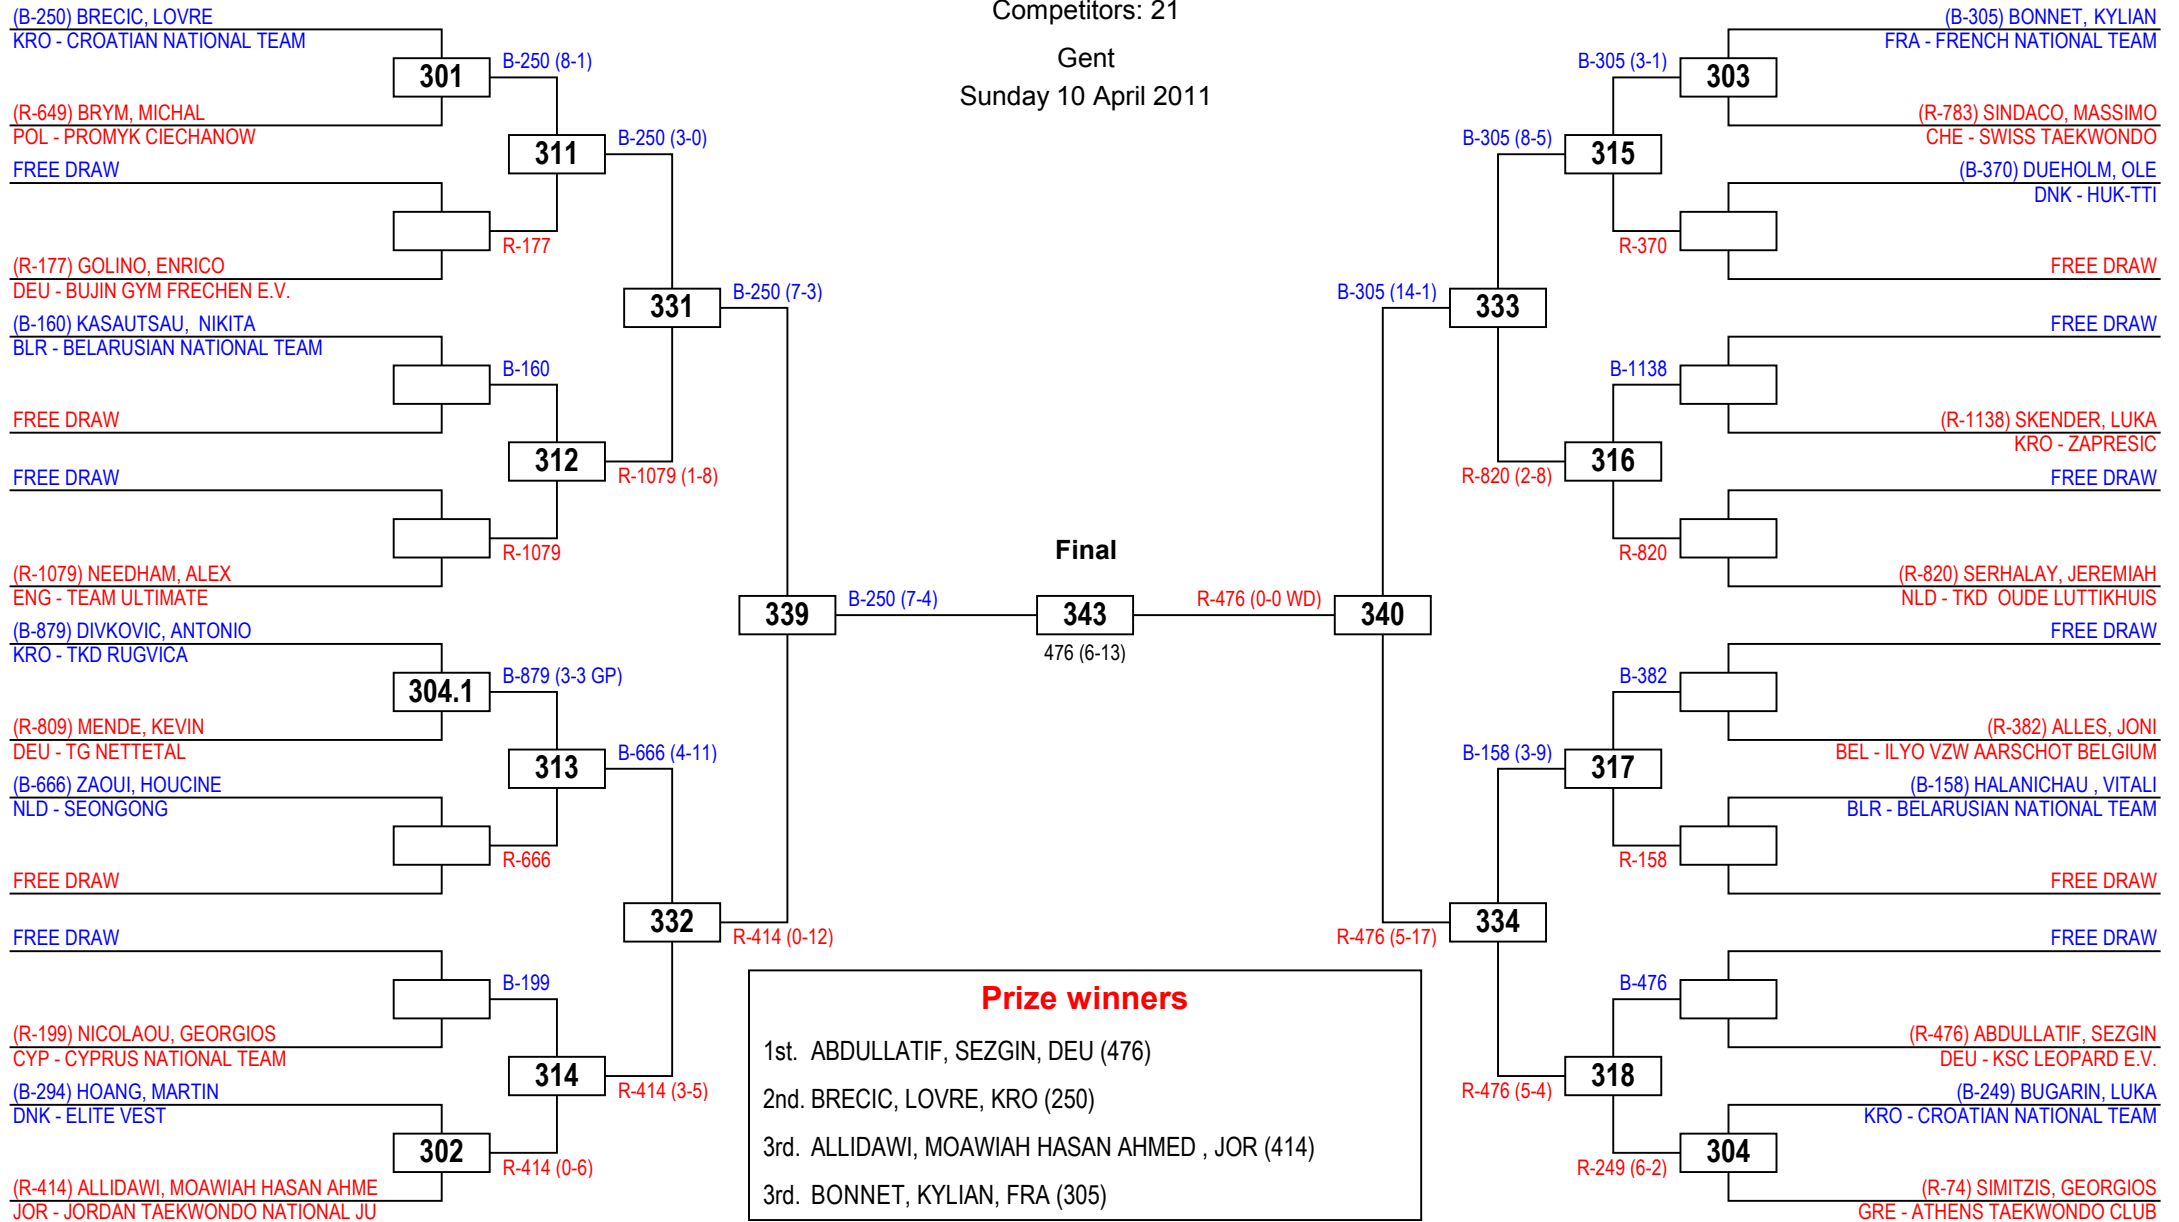 Competitors: 21
Gent
Sunday 10 April 2011
(B-250) BRECIC, LOVRE
KRO - CROATIAN NATIONAL TEAM
301
B-250 (8-1)
(R-649) BRYM, MICHAL
POL - PROMYK CIECHANOW
311
B-250 (3-0)
FREE DRAW
R-177
(R-177) GOLINO, ENRICO
DEU - BUJIN GYM FRECHEN E.V.
331
B-250 (7-3)
(B-160) KASAUTSAU,  NIKITA
BLR - BELARUSIAN NATIONAL TEAM
B-160
FREE DRAW
312
R-1079 (1-8)
FREE DRAW
R-1079
(R-1079) NEEDHAM, ALEX
ENG - TEAM ULTIMATE
339
B-250 (7-4)
(B-879) DIVKOVIC, ANTONIO
KRO - TKD RUGVICA
304.1
B-879 (3-3 GP)
(R-809) MENDE, KEVIN
DEU - TG NETTETAL
313
B-666 (4-11)
(B-666) ZAOUI, HOUCINE
NLD - SEONGONG
R-666
FREE DRAW
332
R-414 (0-12)
FREE DRAW
B-199
(R-199) NICOLAOU, GEORGIOS
CYP - CYPRUS NATIONAL TEAM
314
R-414 (3-5)
(B-294) HOANG, MARTIN
DNK - ELITE VEST
302
R-414 (0-6)
(R-414) ALLIDAWI, MOAWIAH HASAN AHME
JOR - JORDAN TAEKWONDO NATIONAL JU
Final
343
476 (6-13)
(B-305) BONNET, KYLIAN
FRA - FRENCH NATIONAL TEAM
B-305 (3-1)
303
(R-783) SINDACO, MASSIMO
CHE - SWISS TAEKWONDO
B-305 (8-5)
315
(B-370) DUEHOLM, OLE
DNK - HUK-TTI
R-370
FREE DRAW
B-305 (14-1)
333
FREE DRAW
B-1138
(R-1138) SKENDER, LUKA
KRO - ZAPRESIC
R-820 (2-8)
316
FREE DRAW
R-820
(R-820) SERHALAY, JEREMIAH
NLD - TKD  OUDE LUTTIKHUIS
R-476 (0-0 WD)
340
FREE DRAW
B-382
(R-382) ALLES, JONI
BEL - ILYO VZW AARSCHOT BELGIUM
B-158 (3-9)
317
(B-158) HALANICHAU , VITALI
BLR - BELARUSIAN NATIONAL TEAM
R-158
FREE DRAW
R-476 (5-17)
334
FREE DRAW
B-476
(R-476) ABDULLATIF, SEZGIN
DEU - KSC LEOPARD E.V.
R-476 (5-4)
318
(B-249) BUGARIN, LUKA
KRO - CROATIAN NATIONAL TEAM
R-249 (6-2)
304
(R-74) SIMITZIS, GEORGIOS
GRE - ATHENS TAEKWONDO CLUB
Prize winners
1st. ABDULLATIF, SEZGIN, DEU (476)
2nd. BRECIC, LOVRE, KRO (250)
3rd. ALLIDAWI, MOAWIAH HASAN AHMED , JOR (414)
3rd. BONNET, KYLIAN, FRA (305)